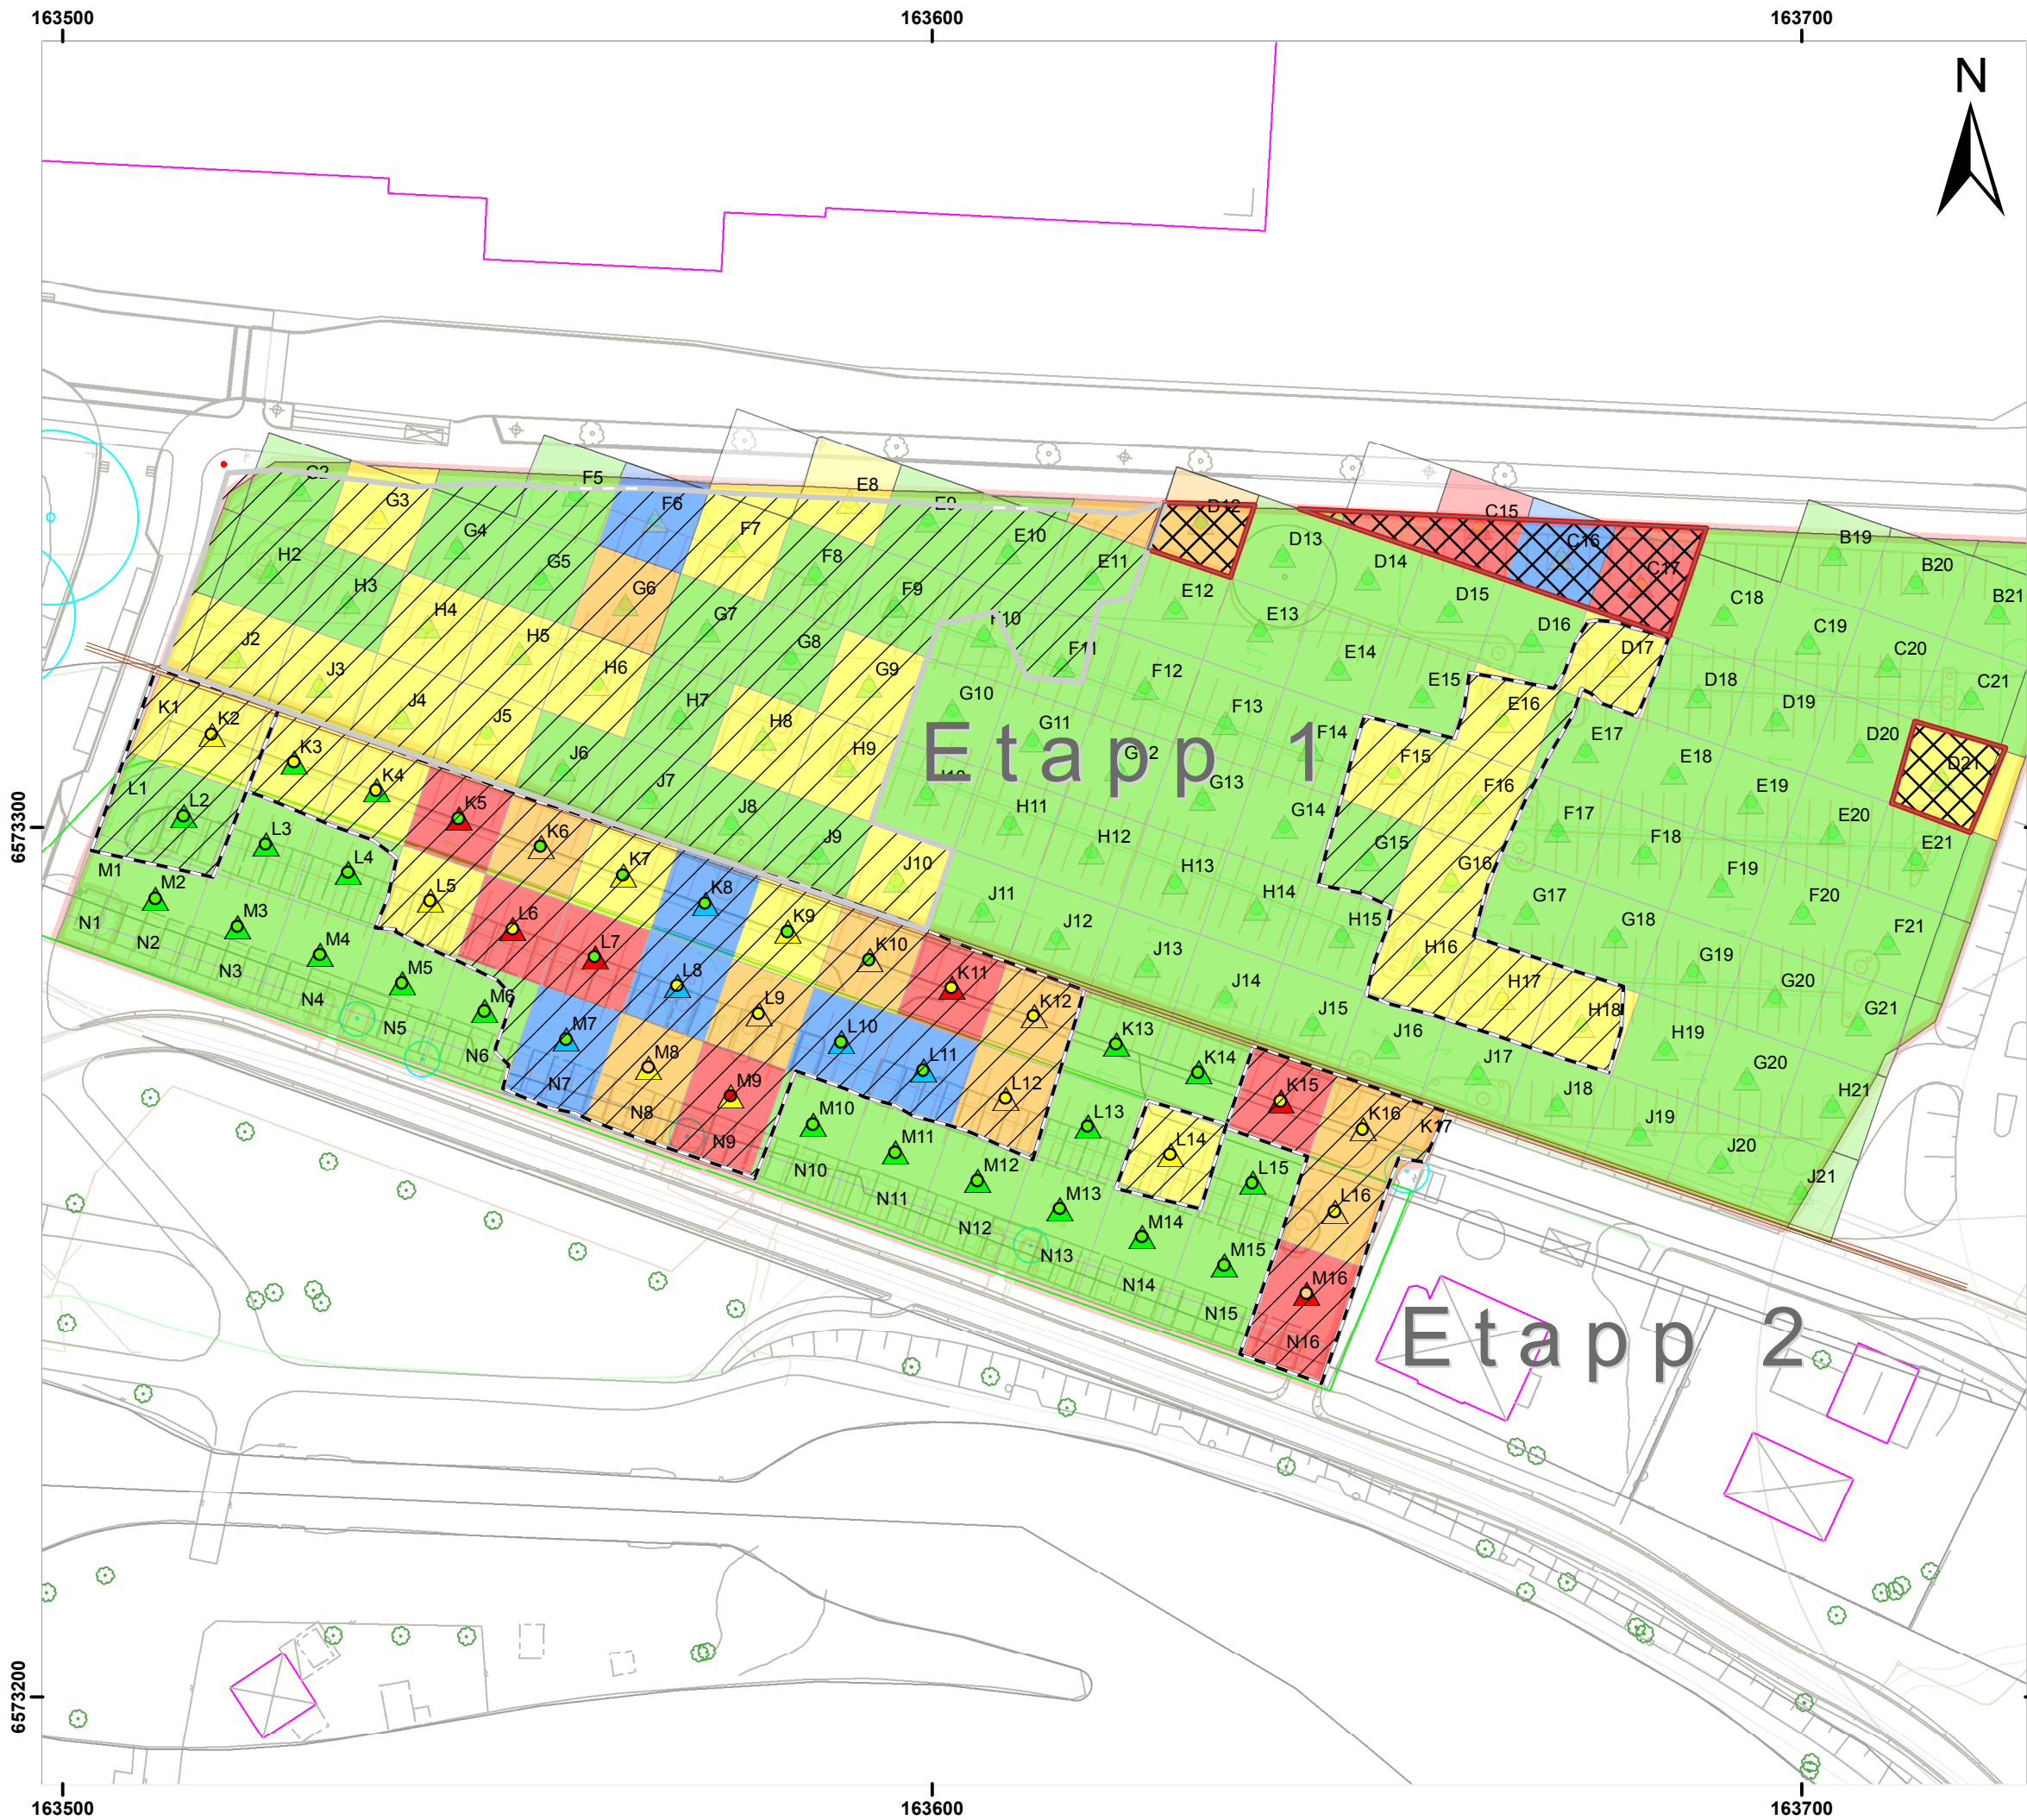 163500 163600 163700
N
C2 G3 F5 F6 E8 E9 D12 C15 B19
G4 F7 E10 D13 C16 B20
H2 G5 F8 E11 D14 C17 B21
H3 G6 F9 E12 D15 C18
H4 G7 F10 E13 D16 C19
J2 H5 G8 F11 E14 D17 C20
J3 H6 G9 F12 E15 D18 C21
J4 H7 G10 F13 E16 D19
K1 K2 J5 H8 G11 F14 E17 D20
K3 J6 H9 F15 E18 D21
Etapp 1
K4 J7 G13 F16 E19
L1 L2 K5 J8 H11 G14 F17 E20
L3 K6 J9 H12 G15 F18 E21
L4 K7 J10 H13 G16 F19
M1 M2 L5 K8 J11 H14 G17 F20
N1 M3 L6 K9 J12 H15 G18 F21
N2 M4 L7 K10 J13 H16 G19
N3 M5 L8 K11 J14 H17 G20
N4 M6 L9 K12 J15 H18 G21
N5 M7 L10 K13 J16 H19
N6 M8 L11 K14 J17 G20
N7 M9 L12 K15 J18 H21
N8 M10 L13 K16 J19
N9 M11 L14 K17 J20
N10 M12 L15 J21
N11 M13 L16
N12 M14 M15 M16
N13 N14 N15 N16
Etapp 2
6573300
6573200
163500 163600 163700